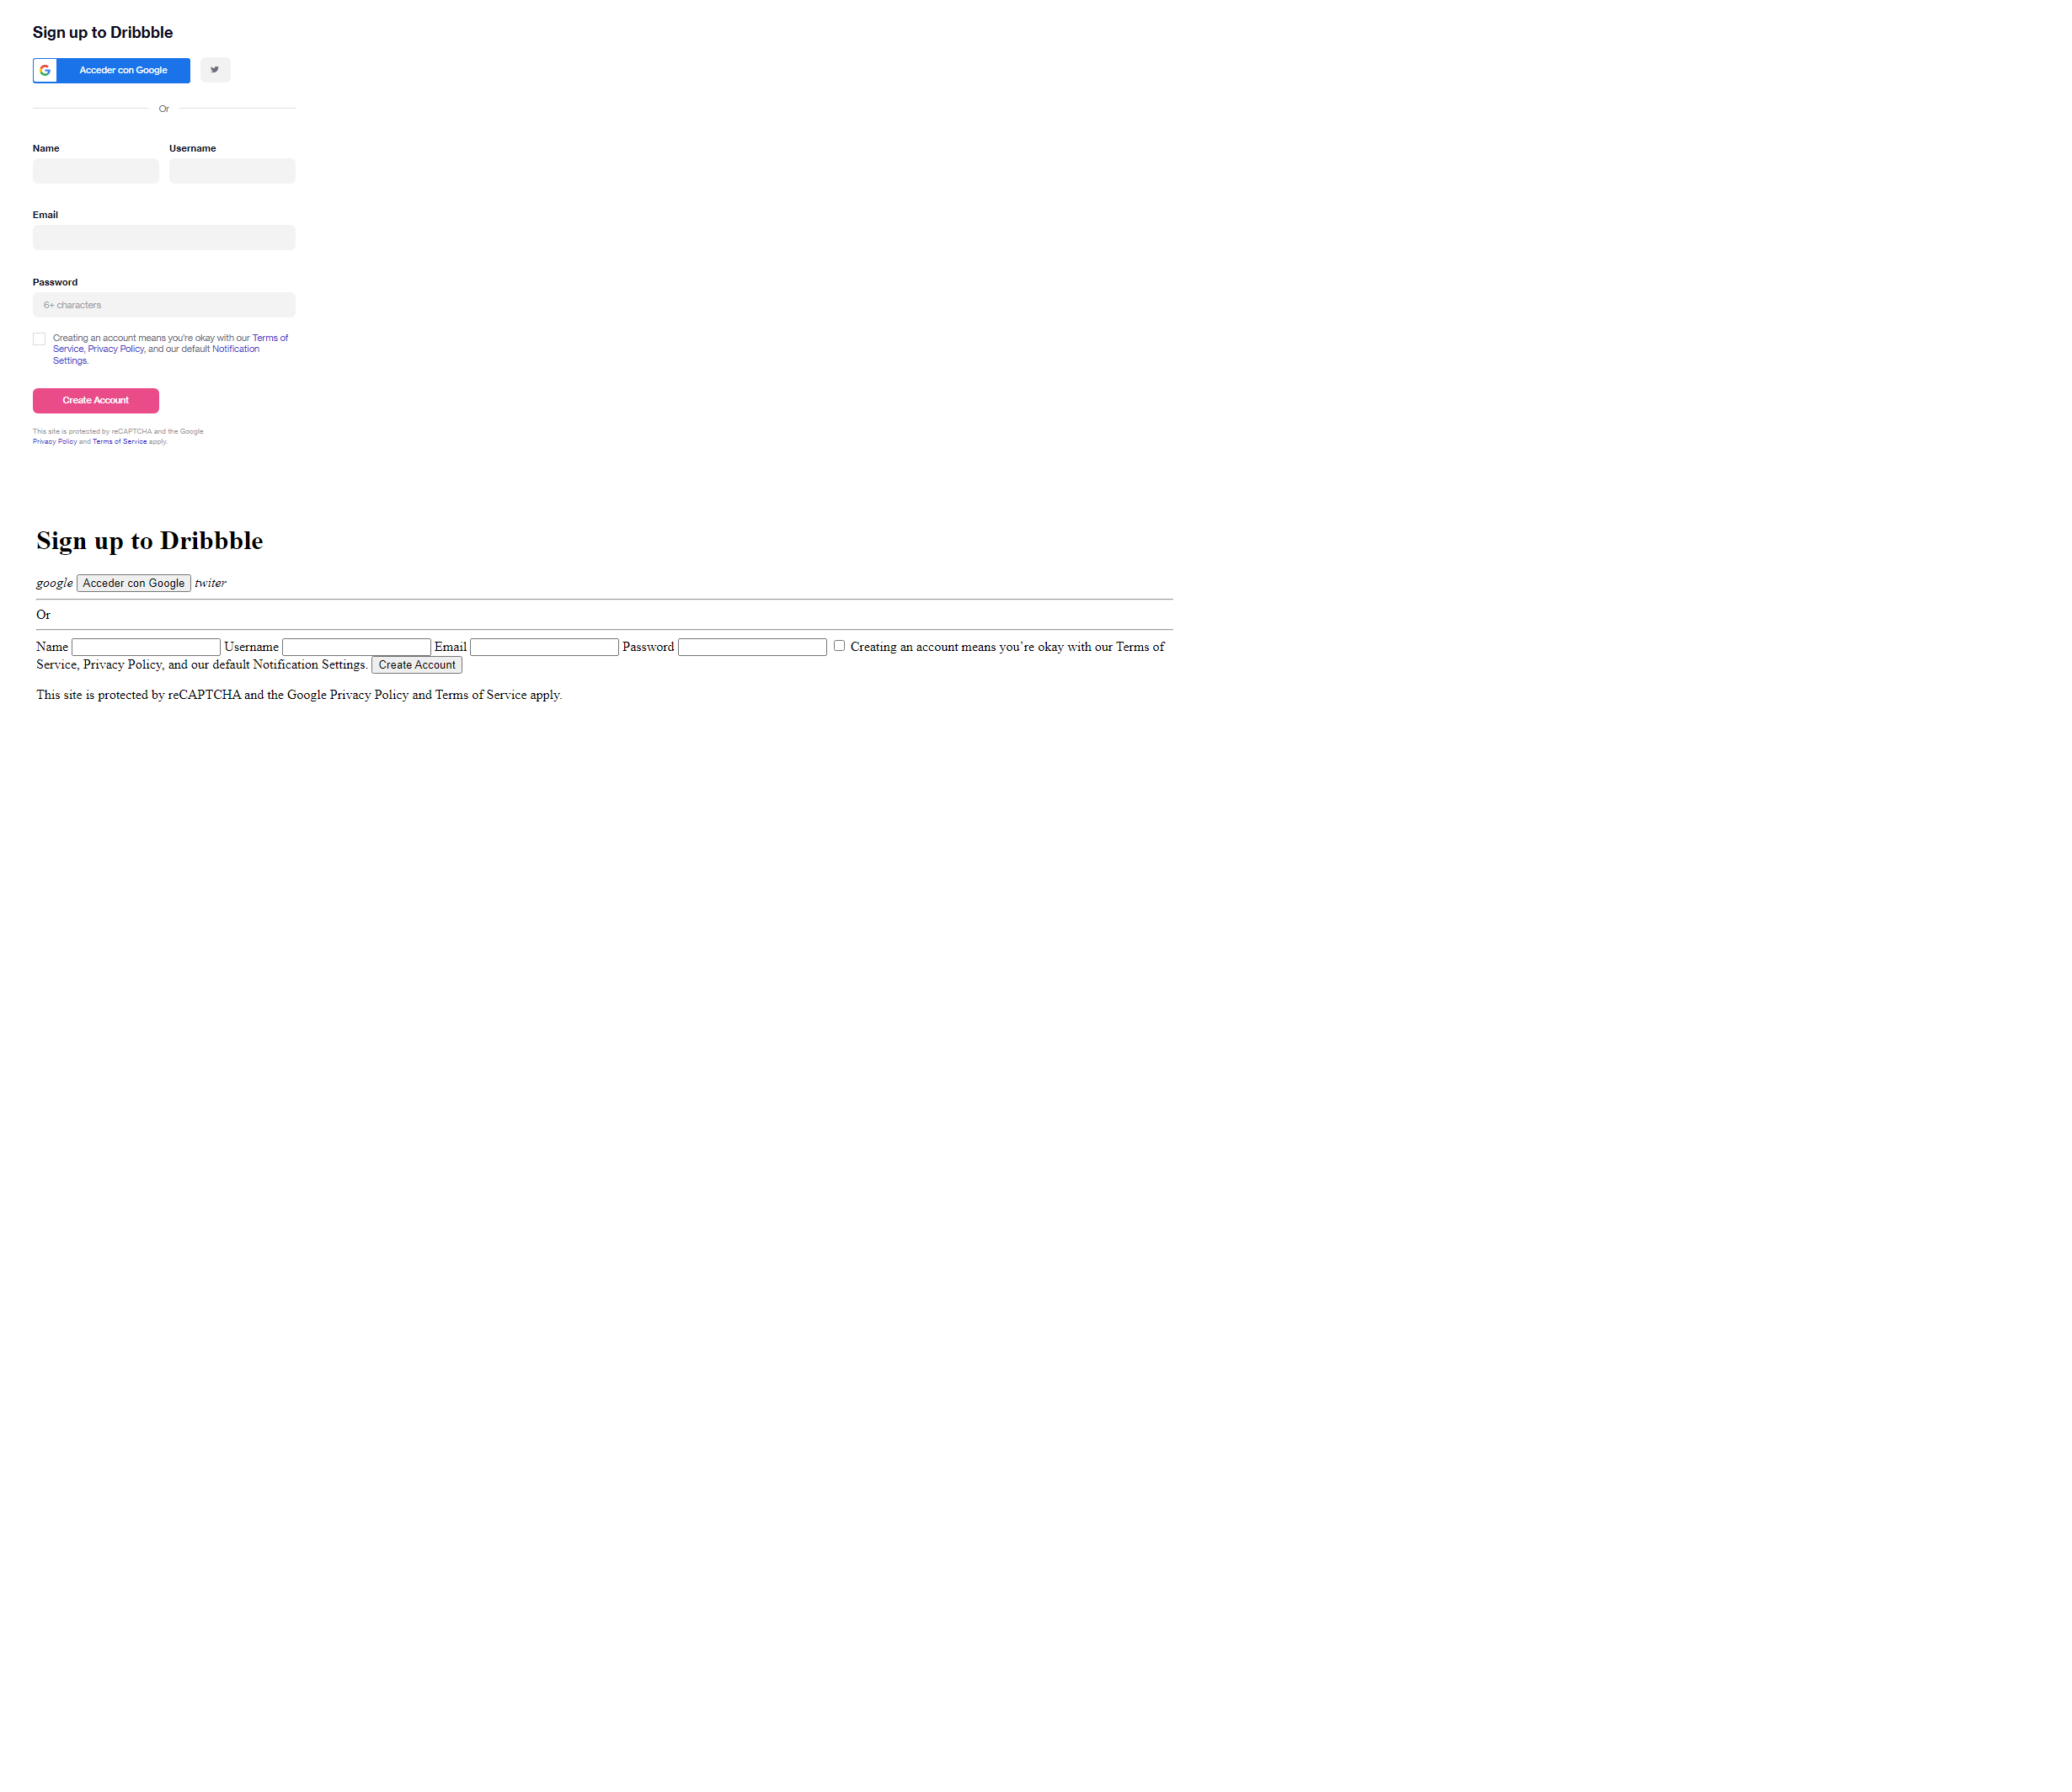 Sign up to Dribbble
Acceder con Google
Or
Name Username
Email
Password
6+ characters
Creating an account means you're okay with our Terms of
Service, Privacy Policy, and our default Notification
Settings.
Create Account
This site is protected by reCAPTCHA and the Google
Privacy Policy and Terms of Service apply.
Sign up to Dribbble
google Acceder con Google twiter
Or
Name Username Email Password Creating an account means you're okay with our Terms of
Service, Privacy Policy, and our default Notification Settings. Create Account
This site is protected by reCAPTCHA and the Google Privacy Policy and Terms of Service apply.